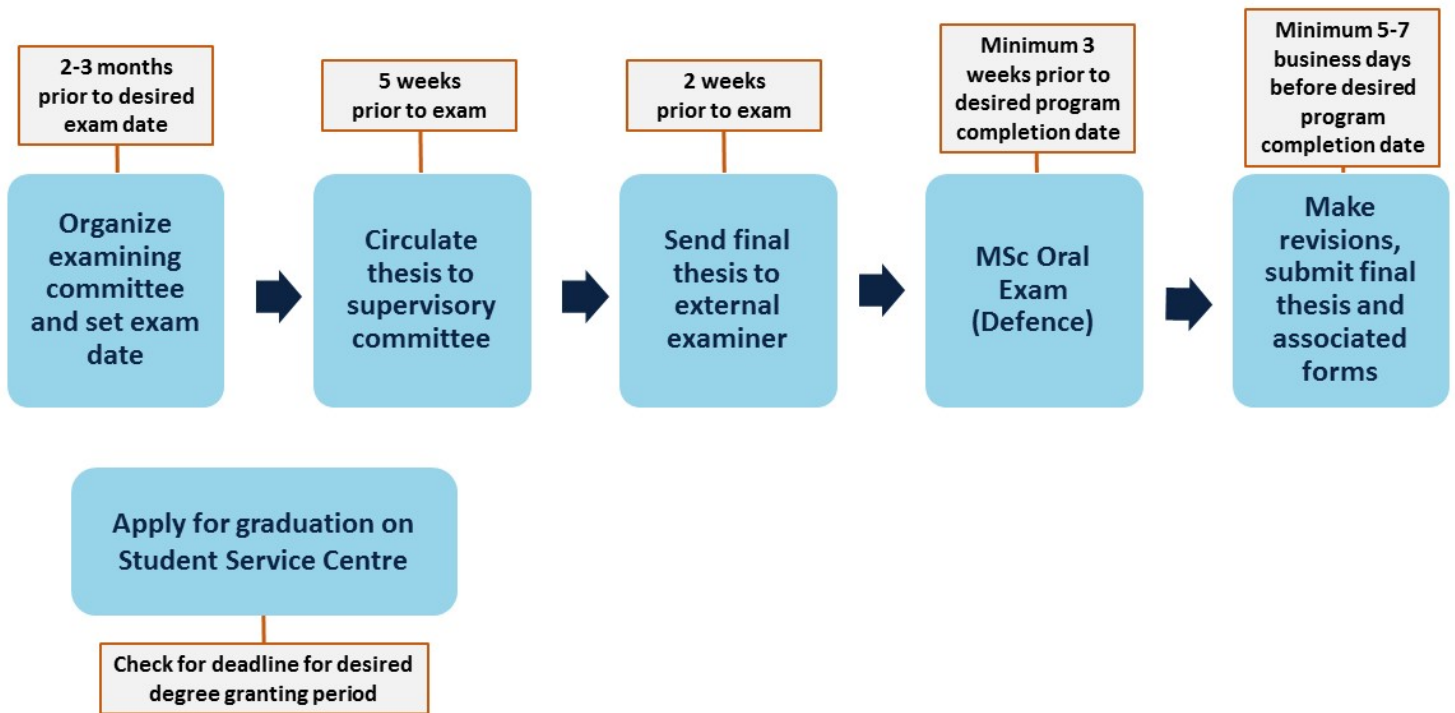 2-3 months
prior to desired
exam date
Organize
examining
committee
and set exam
date
5 weeks
prior to exam
Circulate
thesis to
supervisory
committee
2 weeks
prior to exam
Send final
thesis to
external
examiner
Minimum 3
weeks prior to
desired program
completion date
MSc Oral
Exam
(Defence)
Minimum 5-7
business days
before desired
program
completion date
Make
revisions,
submit final
thesis and
associated
forms
Apply for graduation on
Student Service Centre
Check for deadline for desired
degree granting period